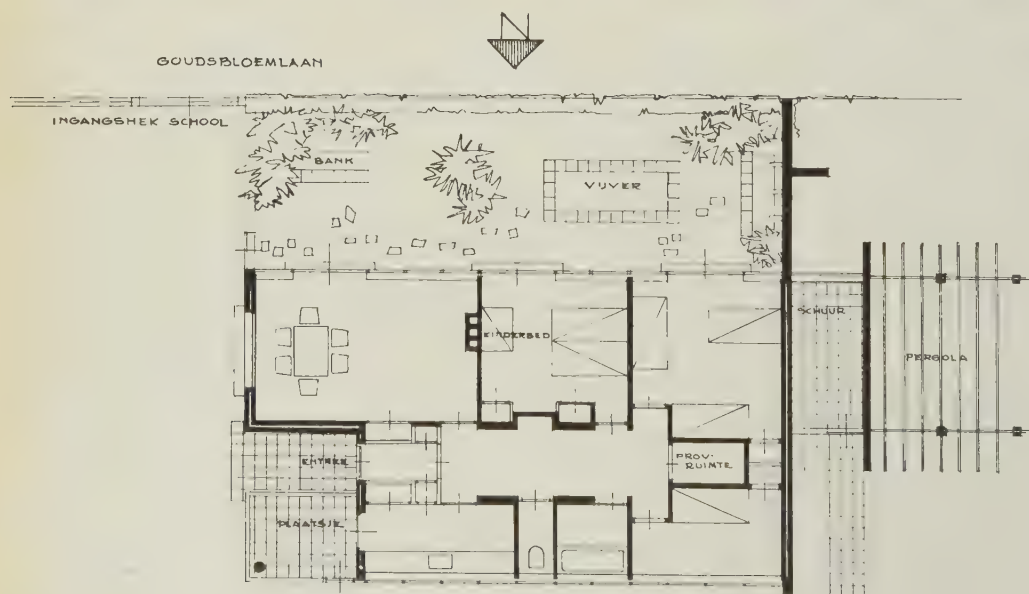 N
GOUDSBLOEMLAAN
INGANGSHEK SCHOOL
BANK
VIJVER
SCHUUR
KINDERBED
PERGOLA
ENTREE
PROV.
RUIMTE
PLAATSJE